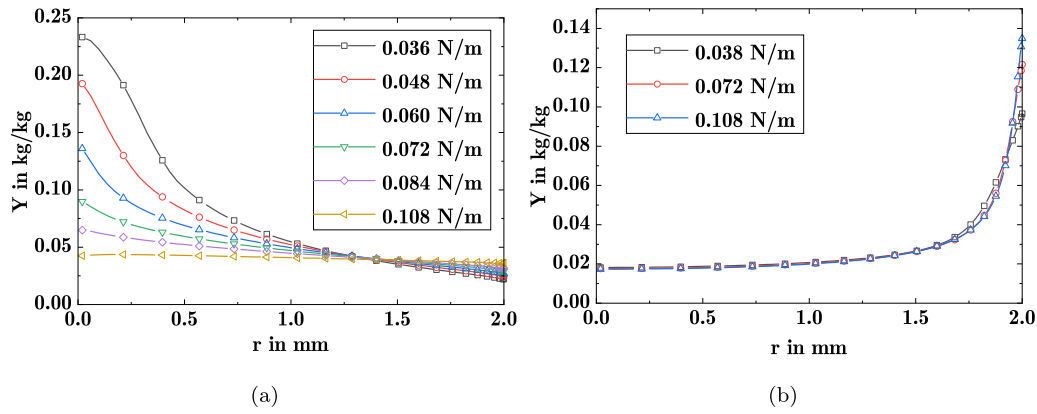 0.25
0.20
0.15
0.10
0.05
0.00
Y in kg/kg
0.036 N/m
0.048 N/m
0.060 N/m
0.072 N/m
0.084 N/m
0.108 N/m
0.0
0.5
1.0
1.5
2.0
r in mm
(a)
0.14
0.12
0.10
0.08
0.06
0.04
0.02
0.00
Y in kg/kg
0.038 N/m
0.072 N/m
0.108 N/m
0.0
0.5
1.0
1.5
2.0
r in mm
(b)